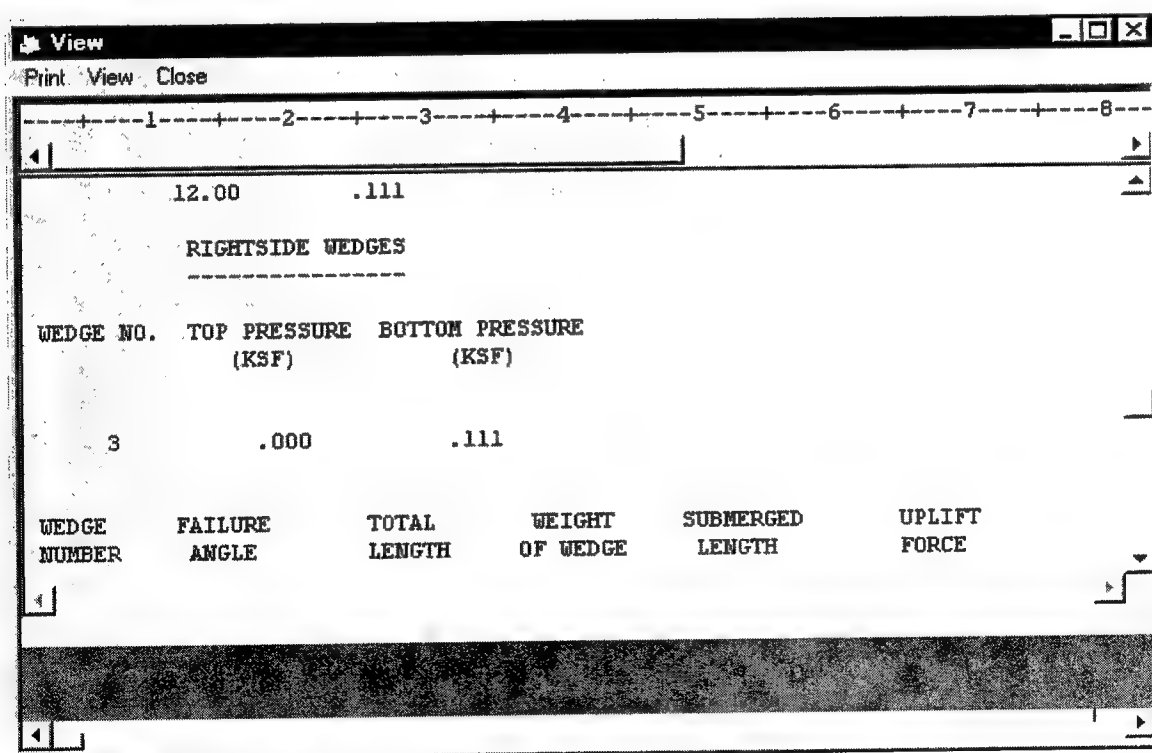 View
Print View Close
----+----1----+----2----+----3----+----4----+----5----+----6----+----7----+----8---
12.00 .111
RIGHTSIDE WEDGES
----------------
WEDGE NO. TOP PRESSURE BOTTOM PRESSURE
(KSF) (KSF)
3 .000 .111
WEDGE FAILURE TOTAL WEIGHT SUBMERGED UPLIFT
NUMBER ANGLE LENGTH OF WEDGE LENGTH FORCE